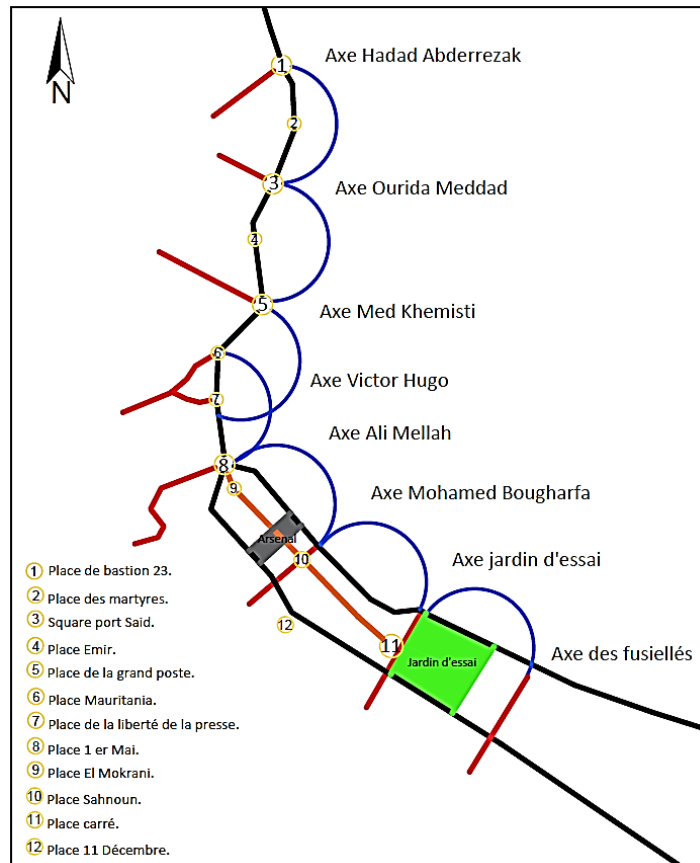 N
Axe Hadad Abderrezak
1
2
3
Axe Ourida Meddad
4
5
Axe Med Khemisti
6
Axe Victor Hugo
7
Axe Ali Mellah
8
9
Axe Mohamed Bougharfa
Arsenal
10
Axe jardin d'essai
12
11
Jardin d'essai
Axe des fusiellés
1 Place de bastion 23.
2 Place des martyres.
3 Square port Said.
4 Place Emir.
5 Place de la grand poste.
6 Place Mauritania.
7 Place de la liberté de la presse.
8 Place 1 er Mai.
9 Place El Mokrani.
10 Place Sahnoun.
11 Place carré.
12 Place 11 Décembre.